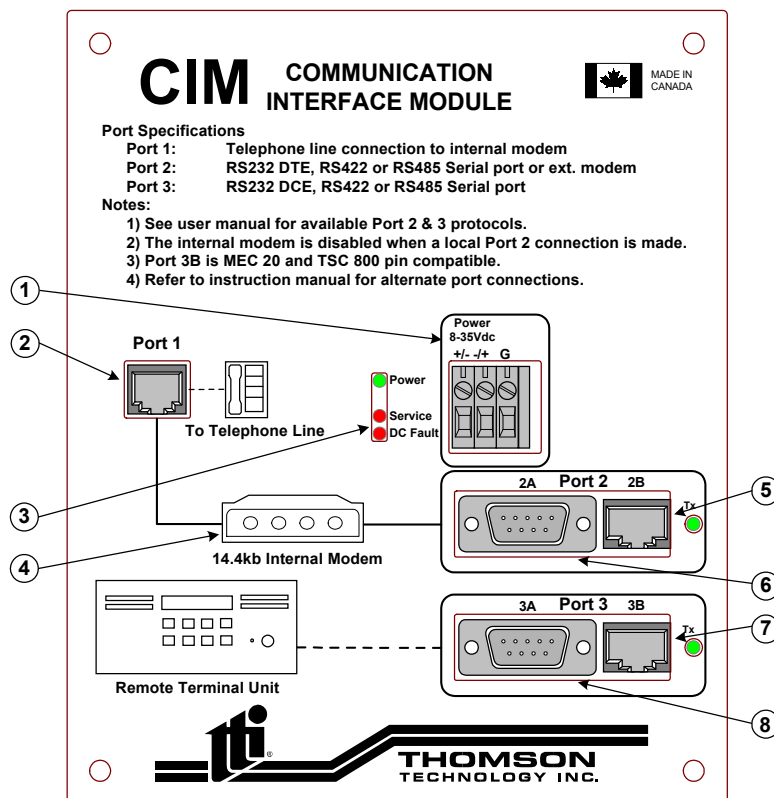 CIM COMMUNICATION
INTERFACE MODULE
MADE IN
CANADA
Port Specifications
Port 1: Telephone line connection to internal modem
Port 2: RS232 DTE, RS422 or RS485 Serial port or ext. modem
Port 3: RS232 DCE, RS422 or RS485 Serial port
Notes:
1) See user manual for available Port 2 & 3 protocols.
2) The internal modem is disabled when a local Port 2 connection is made.
3) Port 3B is MEC 20 and TSC 800 pin compatible.
4) Refer to instruction manual for alternate port connections.
1
2
Port 1
To Telephone Line
Power
8-35Vdc
+/- -/+ G
Power
Service
DC Fault
3
4
14.4kb Internal Modem
2A Port 2 2B
Tx
5
6
Remote Terminal Unit
3A Port 3 3B
Tx
7
8
tti
®
THOMSON
TECHNOLOGY INC.